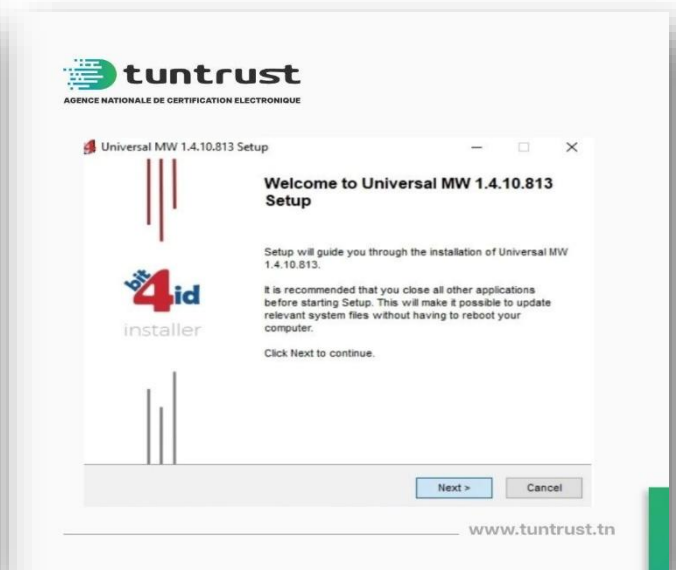 tuntrust
AGENCE NATIONALE DE CERTIFICATION ELECTRONIQUE
Universal MW 1.4.10.813 Setup
Welcome to Universal MW 1.4.10.813
Setup
Setup will guide you through the installation of Universal MW
1.4.10.813.
It is recommended that you close all other applications
before starting Setup. This will make it possible to update
relevant system files without having to reboot your
computer.
Click Next to continue.
bit
4id
installer
Next >
Cancel
www.tuntrust.tn